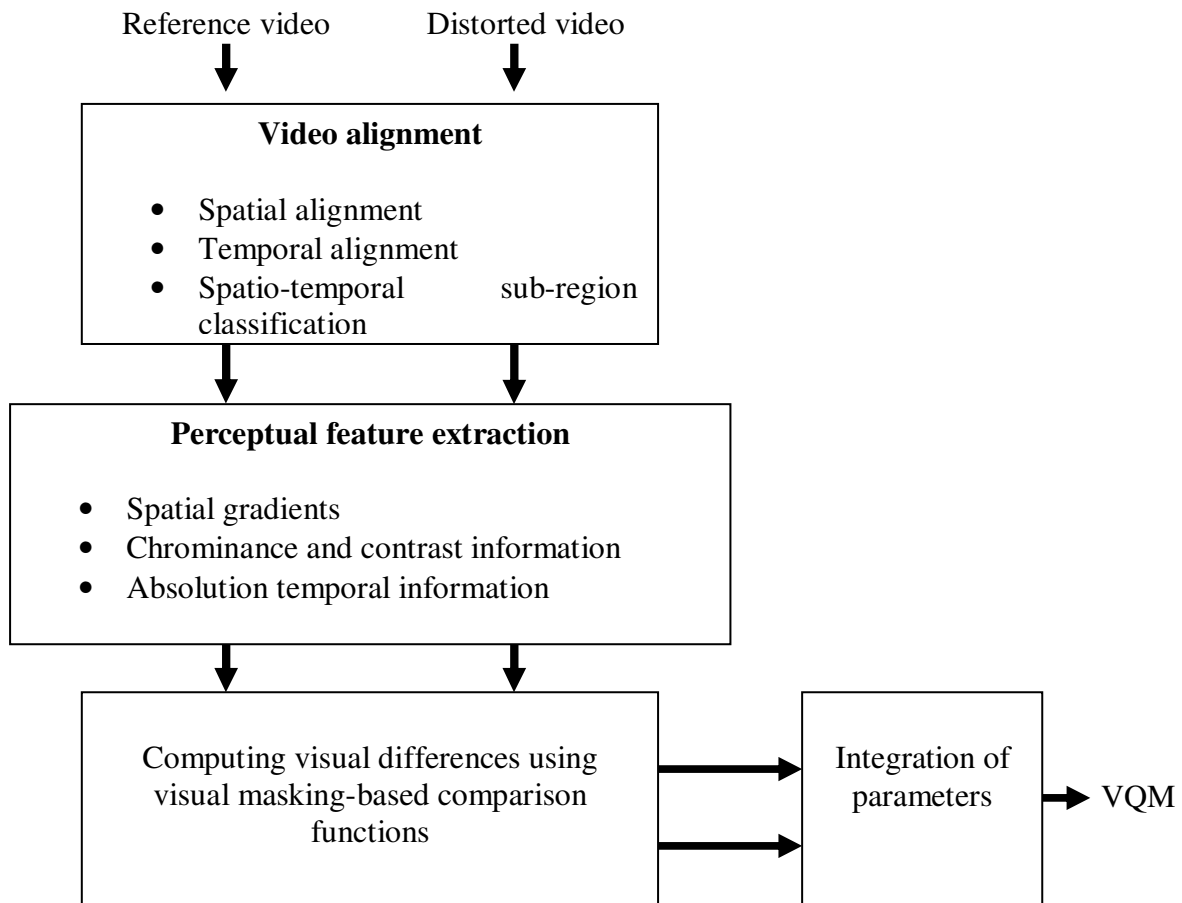 Reference video Distorted video
Video alignment
• Spatial alignment
• Temporal alignment
• Spatio-temporal sub-region
classification
Perceptual feature extraction
• Spatial gradients
• Chrominance and contrast information
• Absolution temporal information
Computing visual differences using
visual masking-based comparison
functions
Integration of
parameters
VQM